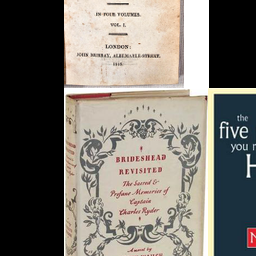 IN FOUR VOLUMES.
VOL. I.
LONDON:
JOHN MURRAY, ALBEMARLE-STREET.
BRIDESHEAD
REVISITED
The Sacred &
Profane Memories of
Captain
Charles Ryder
A novel by
the
five
you